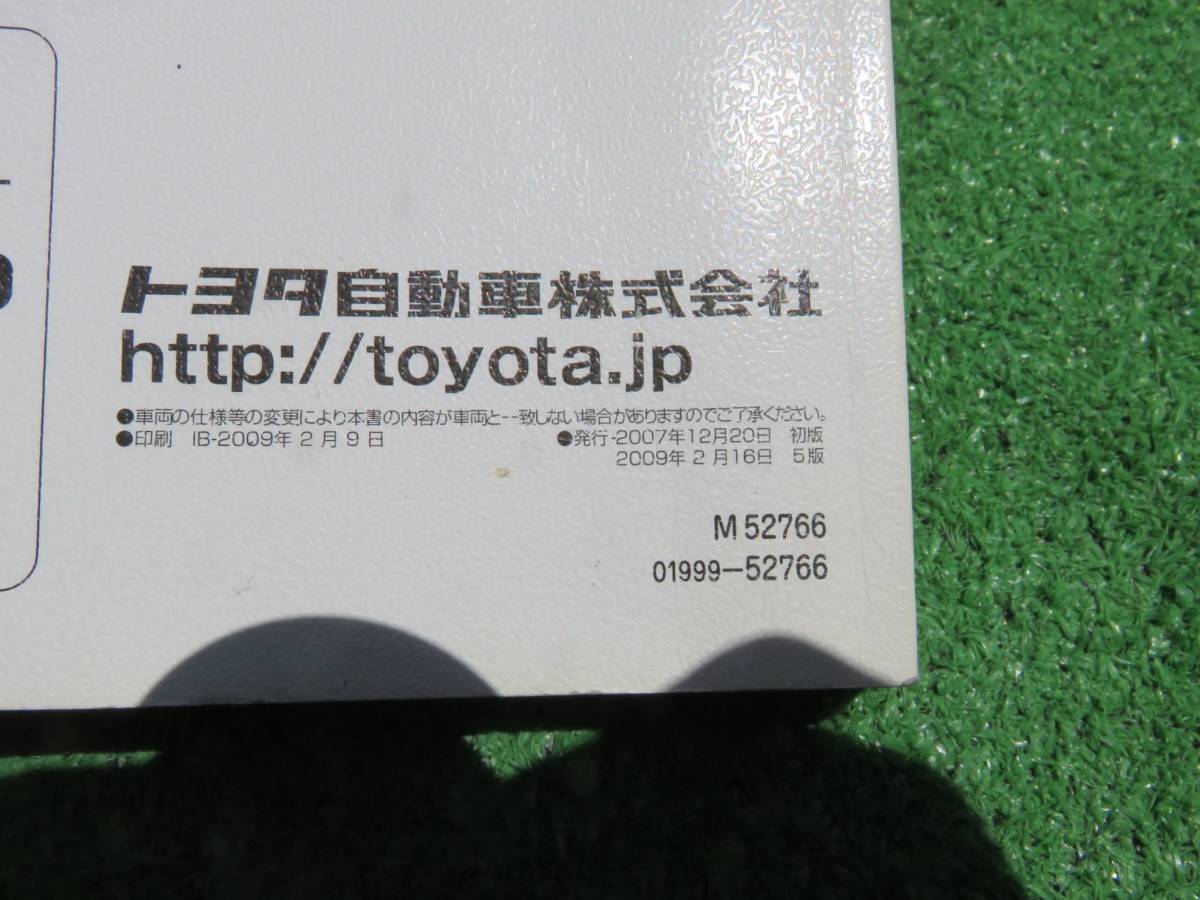 トヨタ自動車株式会社
http://toyota.jp
●車両の仕様等の変更により本書の内容が車両と一致しない場合がありますのでご了承ください。
●印刷 IB-2009年2月9日 ●発行-2007年12月20日 初版
2009年2月16日 5版
M 52766
01999-52766